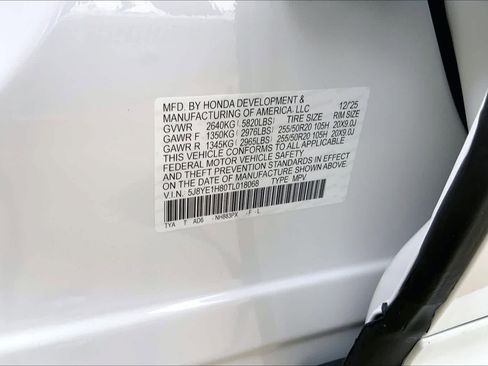 MFD. BY HONDA DEVELOPMENT & 12/'25
MANUFACTURING OF AMERICA, LLC TIRE SIZE RIM SIZE
GVWR 2640KG ( 5820LBS)
GAWR F 1350KG ( 2976LBS) 255/50R20 105H 20X9.0J
GAWR R 1345KG ( 2965LBS) 255/50R20 105H 20X9.0J
THIS VEHICLE CONFORMS TO ALL APPLICABLE
FEDERAL MOTOR VEHICLE SAFETY
AND THEFT PREVENTION STANDARDS IN EFFECT
ON THE DATE OF MANUFACTURE SHOWN ABOVE.
V.I.N. 5J8YE1H80TL018068 TYPE MPV
TYA T AD6 -NH883PX -F -L